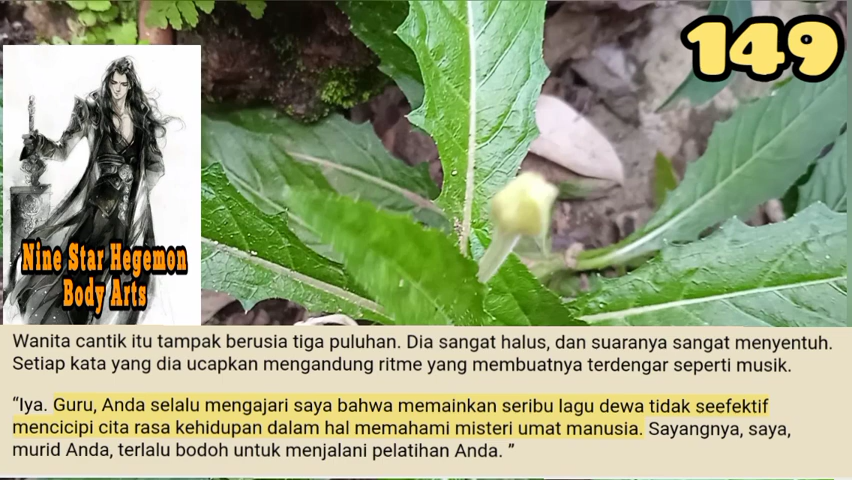 149
Nine Star Hegemon
Body Arts
Wanita cantik itu tampak berusia tiga puluhan. Dia sangat halus, dan suaranya sangat menyentuh.
Setiap kata yang dia ucapkan mengandung ritme yang membuatnya terdengar seperti musik.
“Iya. Guru, Anda selalu mengajari saya bahwa memainkan seribu lagu dewa tidak seefektif
mencicipi cita rasa kehidupan dalam hal memahami misteri umat manusia. Sayangnya, saya,
murid Anda, terlalu bodoh untuk menjalani pelatihan Anda. ”